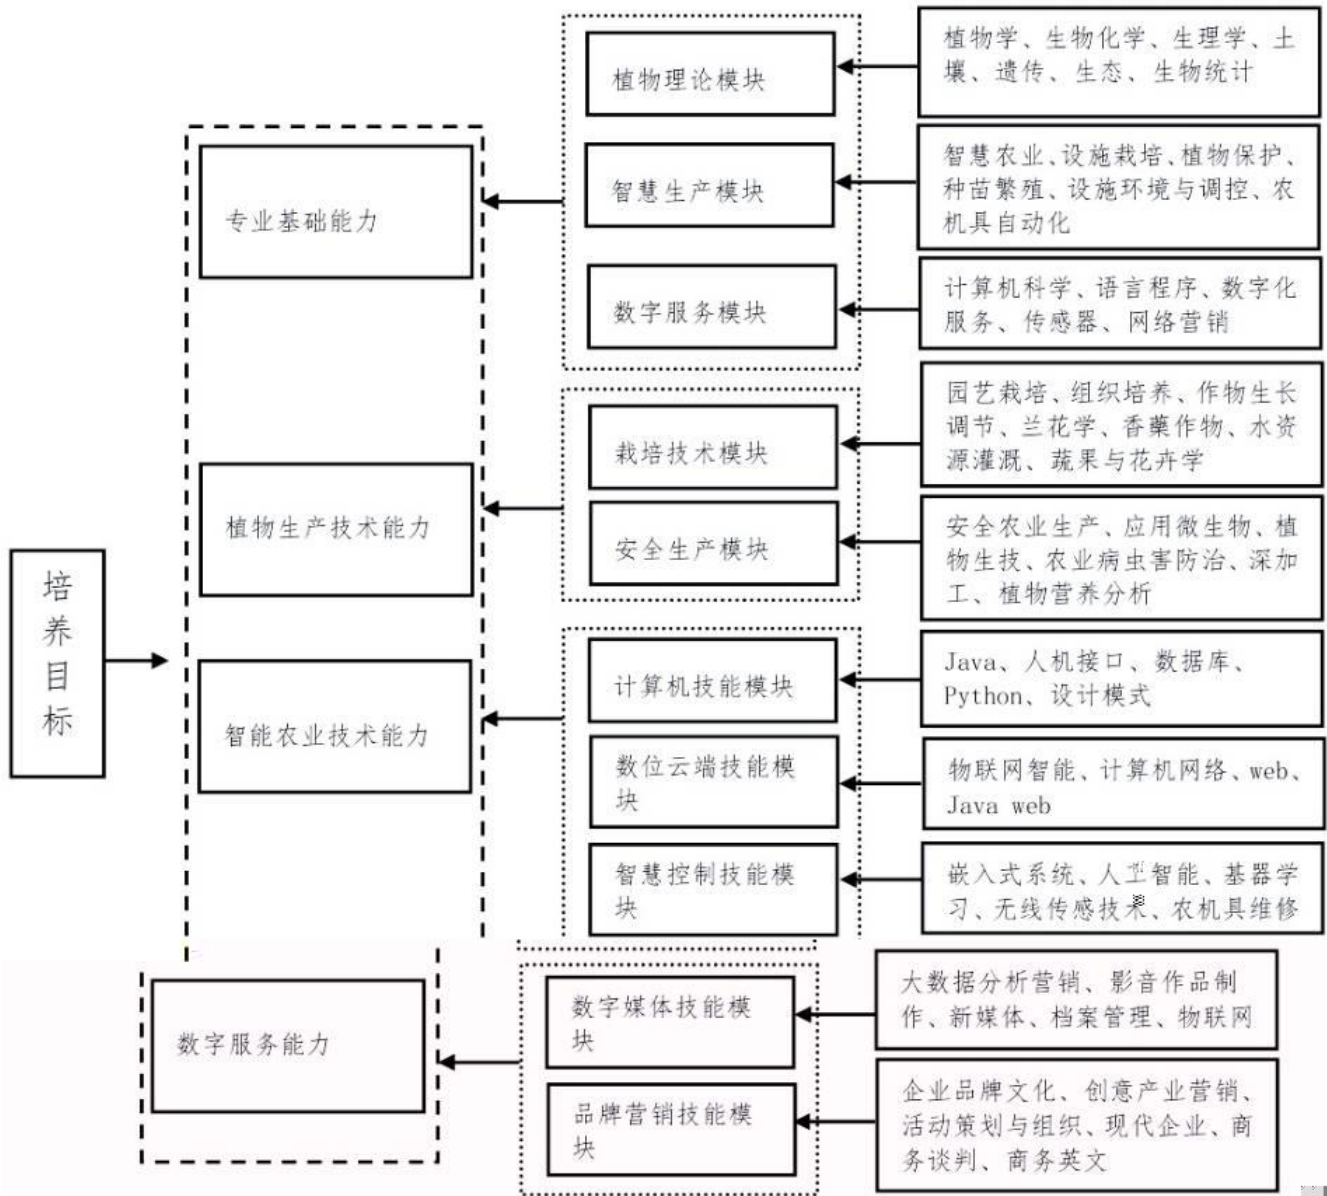 植物学、生物化学、生理学、土
壤、遗传、生态、生物统计
植物理论模块
智慧农业、设施栽培、植物保护、
种苗繁殖、设施环境与调控、农
机具自动化
智慧生产模块
专业基础能力
计算机科学、语言程序、数字化
服务、传感器、网络营销
数字服务模块
园艺栽培、组织培养、作物生长
调节、兰花学、香藥作物、水资
源灌溉、蔬果与花卉学
栽培技术模块
植物生产技术能力
安全农业生产、应用微生物、植
物生技、农业病虫害防治、深加
工、植物营养分析
安全生产模块
培
养
目
标
Java、人机接口、数据库、
Python、设计模式
计算机技能模块
智能农业技术能力
物联网智能、计算机网络、web、
Java web
数位云端技能模
块
嵌入式系统、人工智能、基器学
习、无线传感技术、农机具维修
智慧控制技能模
块
大数据分析营销、影音作品制
作、新媒体、档案管理、物联网
数字媒体技能模
块
数字服务能力
企业品牌文化、创意产业营销、
活动策划与组织、现代企业、商
务谈判、商务英文
品牌营销技能模
块